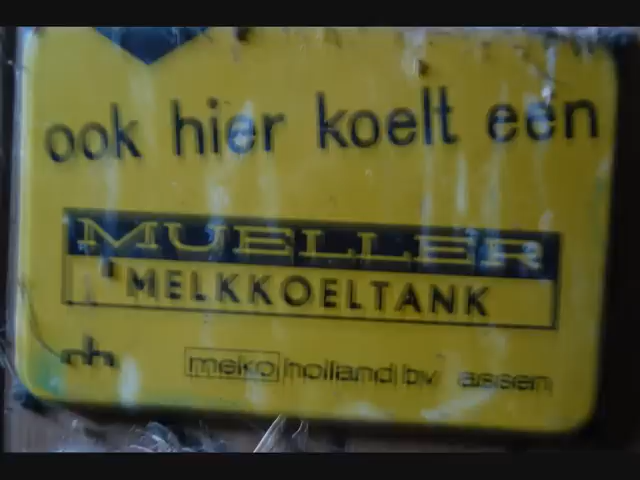 ook hier koelt een
MUELLER
MELKKOELTANK
meko holland bv assen